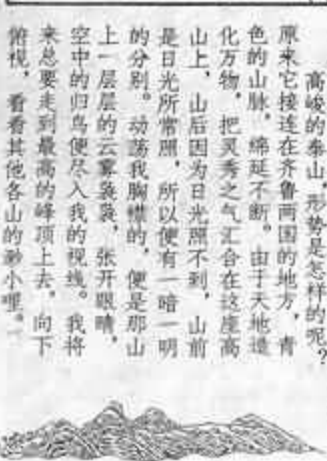 高峻的泰山,形势是怎样的呢?
原来它接连在齐鲁两国的地方,青
色的山脉,绵延不断。由于天地造
化万物,把灵秀之气汇合在这座高
山上,山后因为日光照不到,山前
是日光所常照,所以便有一暗一明
的分别。动荡我胸襟的,便是那山
上一层层的云雾袅袅,张开眼睛,
空中的归鸟便尽入我的视线。我将
来总要走到最高的峰顶上去,向下
俯视,看看其他各山的渺小哩。